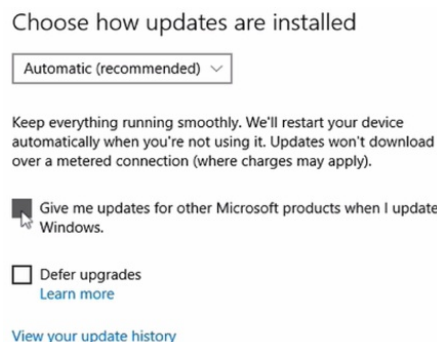 Choose how updates are installed
Automatic (recommended)
Keep everything running smoothly. We'll restart your device
automatically when you're not using it. Updates won't download
over a metered connection (where charges may apply).
Give me updates for other Microsoft products when I update
Windows.
Defer upgrades
Learn more
View your update history